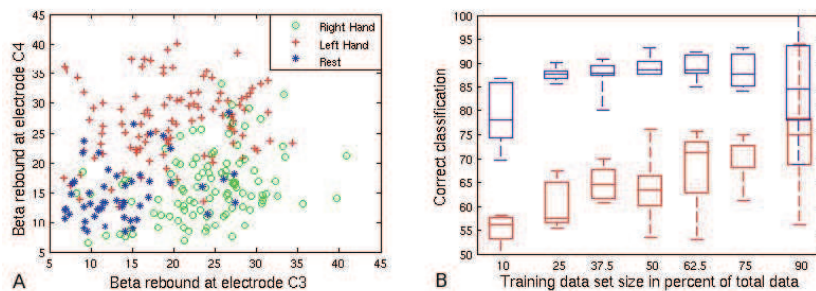 45
40
35
30
25
20
15
10
5
Beta rebound at electrode C4
Right Hand
Left Hand
Rest
5 10 15 20 25 30 35 40 45
A
Beta rebound at electrode C3
100
95
90
85
80
75
70
65
60
55
50
Correct classification
10 25 37.5 50 62.5 75 90
B
Training data set size in percent of total data